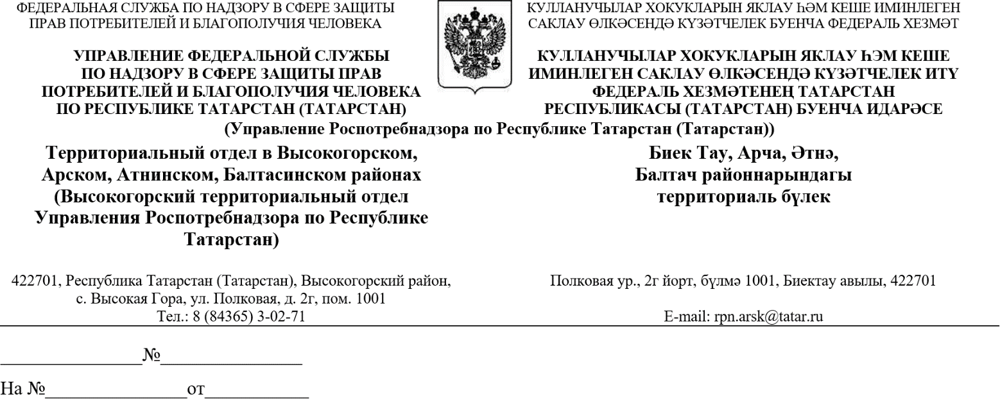 ФЕДЕРАЛЬНАЯ СЛУЖБА ПО НАДЗОРУ В СФЕРЕ ЗАЩИТЫ
ПРАВ ПОТРЕБИТЕЛЕЙ И БЛАГОПОЛУЧИЯ ЧЕЛОВЕКА
УПРАВЛЕНИЕ ФЕДЕРАЛЬНОЙ СЛУЖБЫ
ПО НАДЗОРУ В СФЕРЕ ЗАЩИТЫ ПРАВ
ПОТРЕБИТЕЛЕЙ И БЛАГОПОЛУЧИЯ ЧЕЛОВЕКА
ПО РЕСПУБЛИКЕ ТАТАРСТАН (ТАТАРСТАН)
КУЛЛАНУЧЫЛАР ХОКУКЛАРЫН ЯКЛАУ ҺӘМ КЕШЕ ИМИНЛЕГЕН
САКЛАУ ӨЛКӘСЕНДӘ КҮЗӘТЧЕЛЕК БУЕНЧА ФЕДЕРАЛЬ ХЕЗМӘТ
КУЛЛАНУЧЫЛАР ХОКУКЛАРЫН ЯКЛАУ ҺӘМ КЕШЕ
ИМИНЛЕГЕН САКЛАУ ӨЛКӘСЕНДӘ КҮЗӘТЧЕЛЕК ИТҮ
ФЕДЕРАЛЬ ХЕЗМӘТЕНЕҢ ТАТАРСТАН
РЕСПУБЛИКАСЫ (ТАТАРСТАН) БУЕНЧА ИДАРӘСЕ
(Управление Роспотребнадзора по Республике Татарстан (Татарстан))
Территориальный отдел в Высокогорском,
Арском, Атнинском, Балтасинском районах
(Высокогорский территориальный отдел
Управления Роспотребнадзора по Республике
Татарстан)
Биек Тау, Арча, Әтнә,
Балтач районнарындагы
территориаль бүлек
422701, Республика Татарстан (Татарстан), Высокогорский район,
с. Высокая Гора, ул. Полковая, д. 2г, пом. 1001
Тел.: 8 (84365) 3-02-71
Полковая ур., 2г йорт, бүлмә 1001, Биектау авылы, 422701
E-mail: rpn.arsk@tatar.ru
________________№________________
На №________________от____________